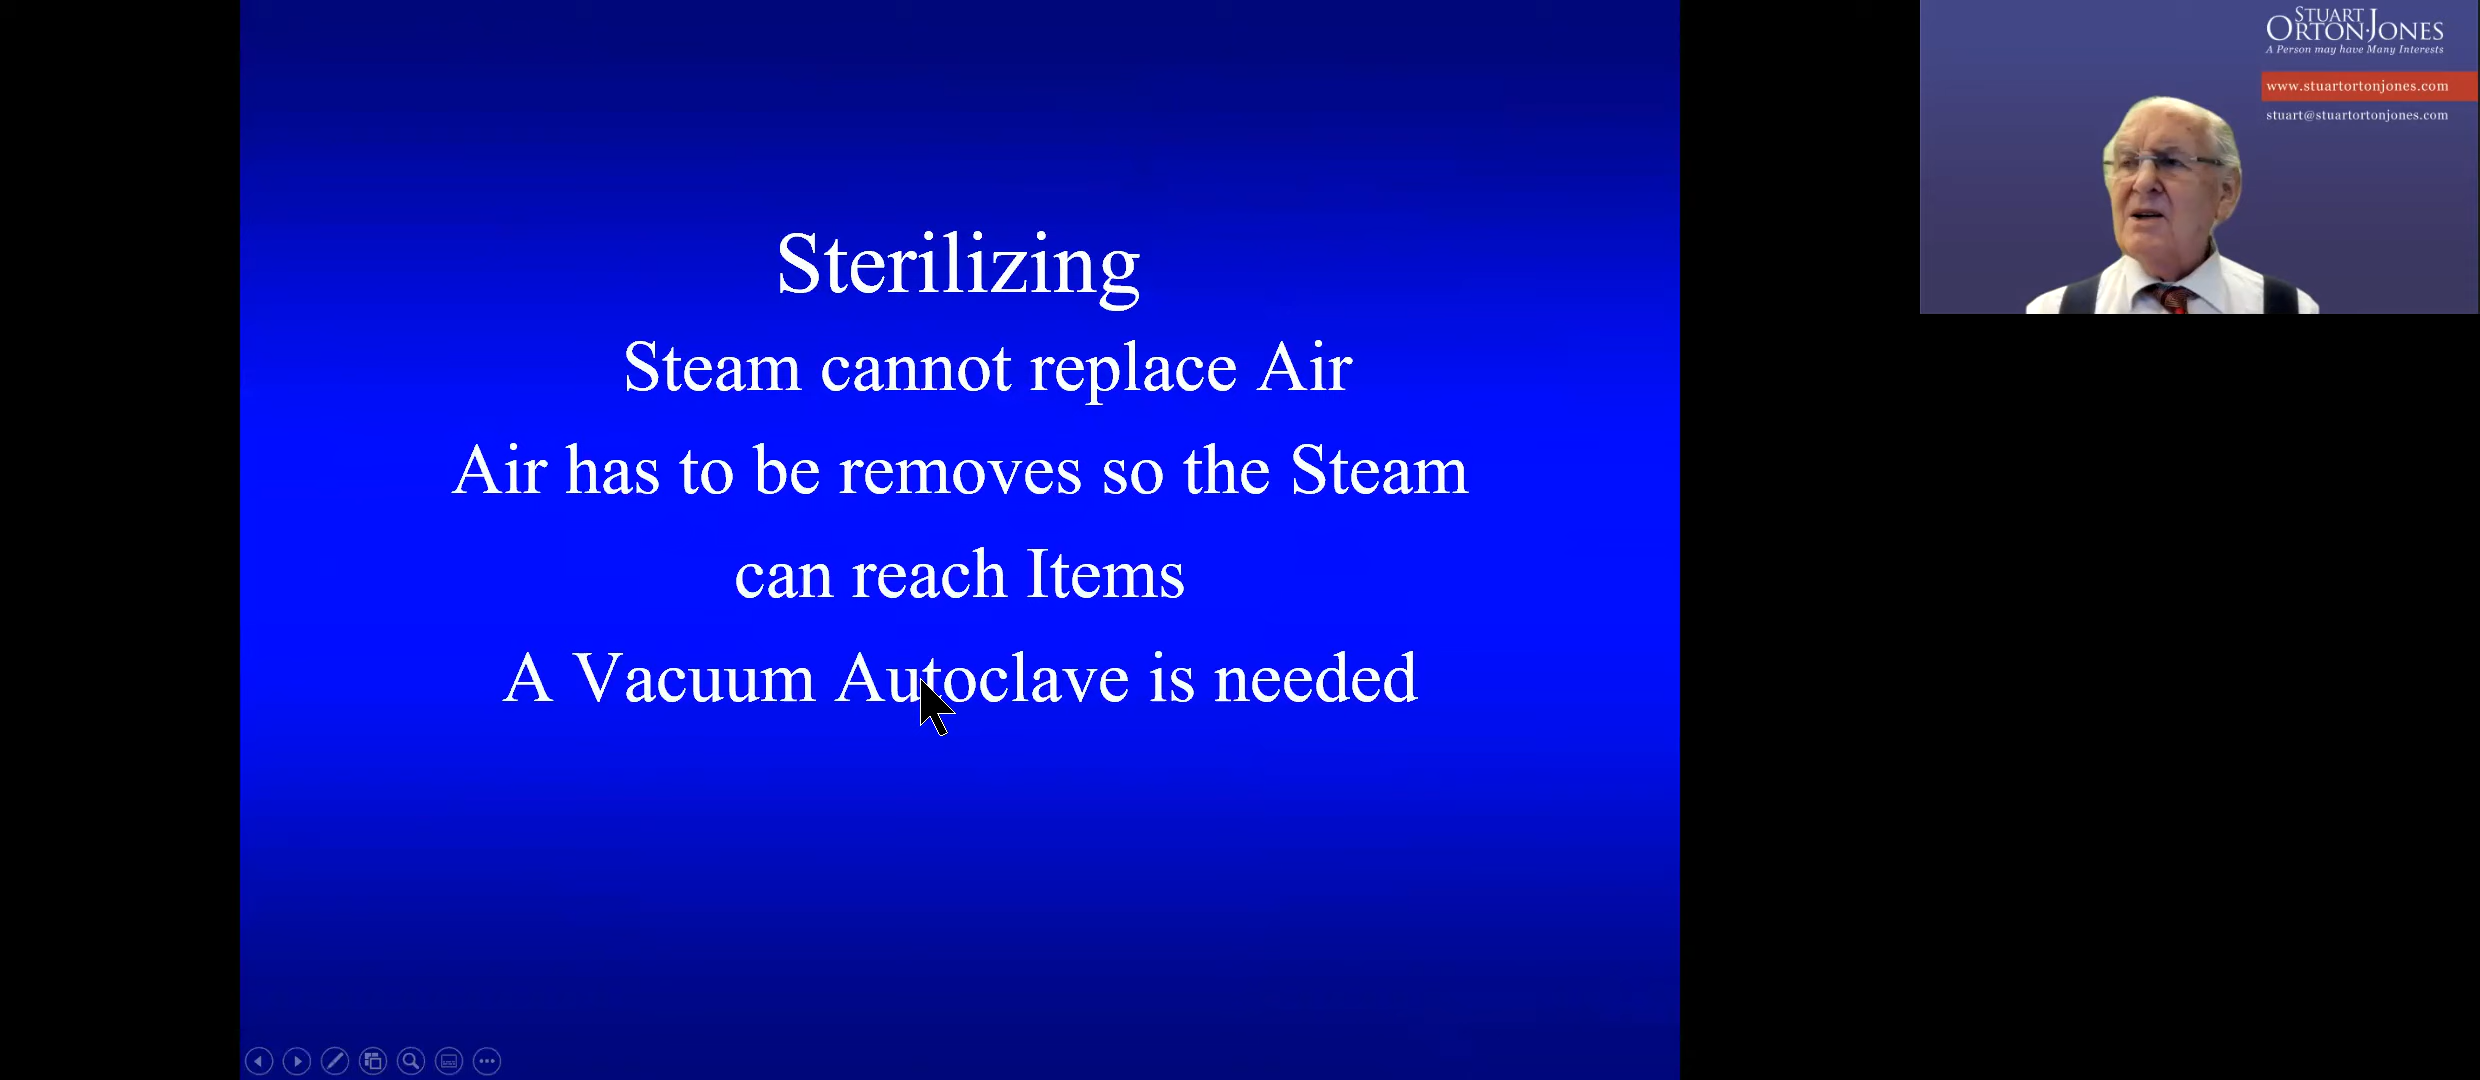 Sterilizing
Steam cannot replace Air
Air has to be removes so the Steam
can reach Items
A Vacuum Autoclave is needed
STUART
ORTON-JONES
A Person may have Many Interests
www.stuartortonjones.com
stuart@stuartortonjones.com